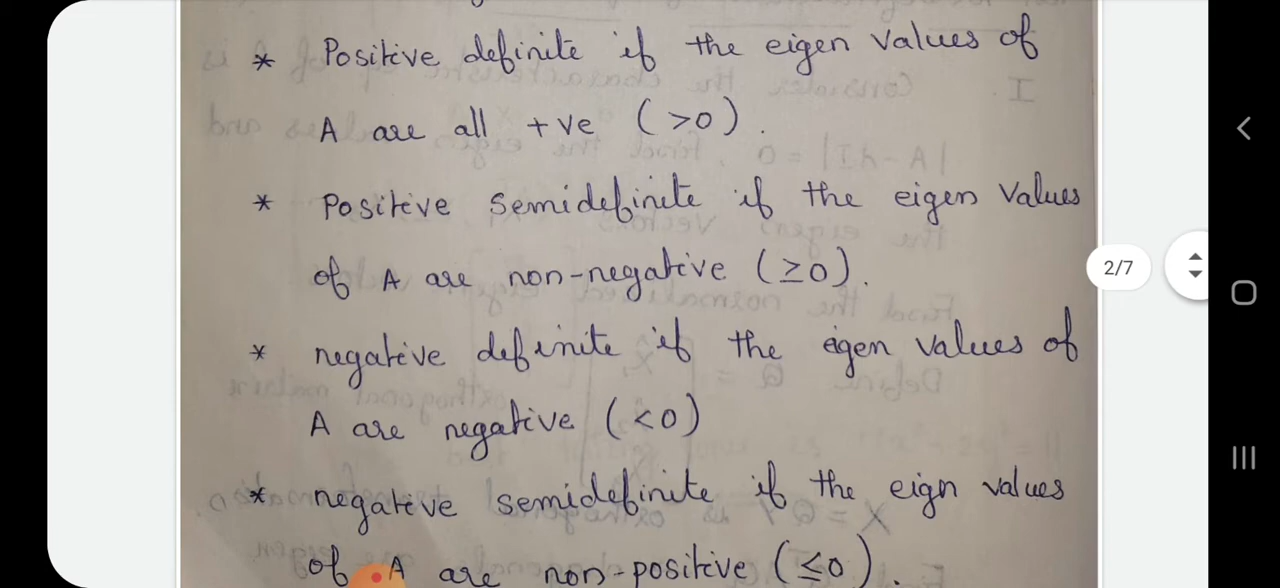 * Positive definite if the eigen values of
A are all +ve (>0).
* Positive semidefinite if the eigen values
of A are non-negative (≥0).
* negative definite if the eigen values of
A are negative (<0)
* negative semidefinite if the eign values
of A are non-positive (≤0).
2/7